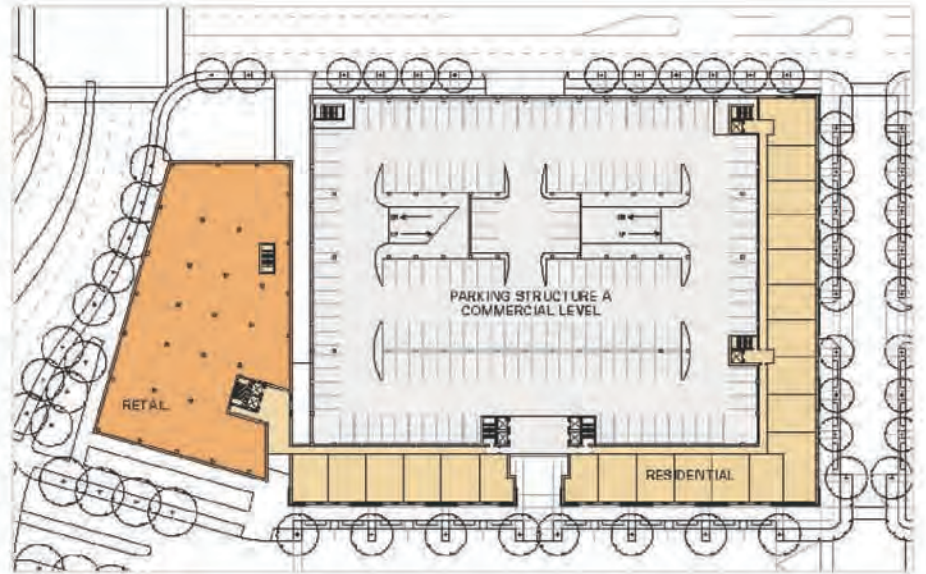 PARKING STRUCTURE A
COMMERCIAL LEVEL
RETAIL
RESIDENTIAL